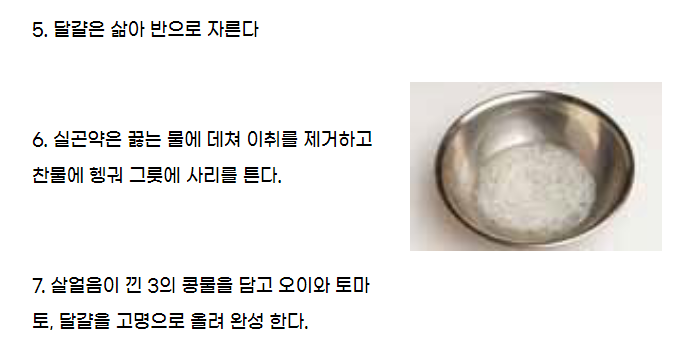 5. 달걀은 삶아 반으로 자른다
6. 실곤약은 끓는 물에 데쳐 이취를 제거하고
찬물에 헹궈 그릇에 사리를 튼다.
7. 살얼음이 낀 3의 콩물을 담고 오이와 토마
토, 달걀을 고명으로 올려 완성 한다.